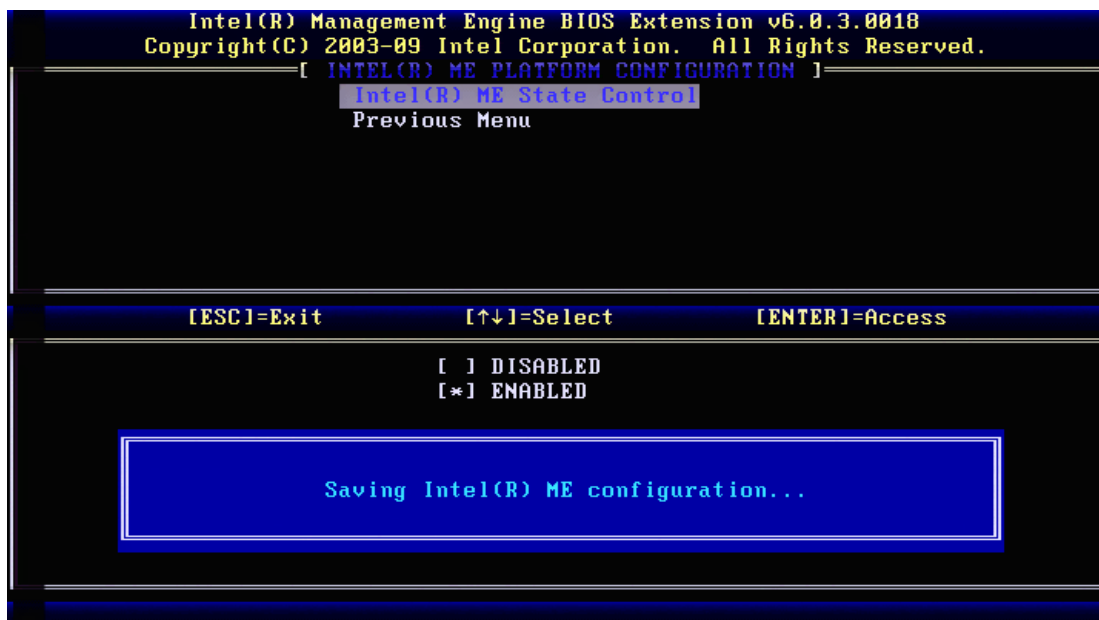 Intel(R) Management Engine BIOS Extension v6.0.3.0018
Copyright(C) 2003-09 Intel Corporation.  All Rights Reserved.
[ INTEL(R) ME PLATFORM CONFIGURATION ]
Intel(R) ME State Control
Previous Menu
[ESC]=Exit [↑↓]=Select [ENTER]=Access
[ ] DISABLED
[*] ENABLED
Saving Intel(R) ME configuration...